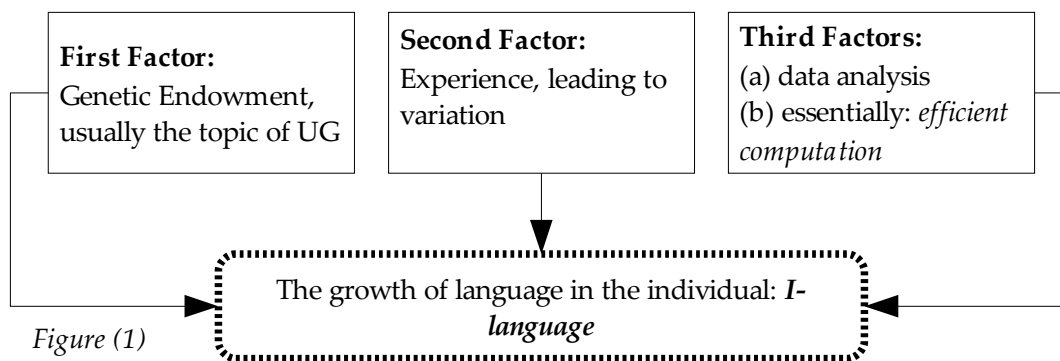 First Factor:
Genetic Endowment,
usually the topic of UG
Second Factor:
Experience, leading to
variation
Third Factors:
(a) data analysis
(b) essentially: efficient
computation
The growth of language in the individual: I-
language
Figure (1)